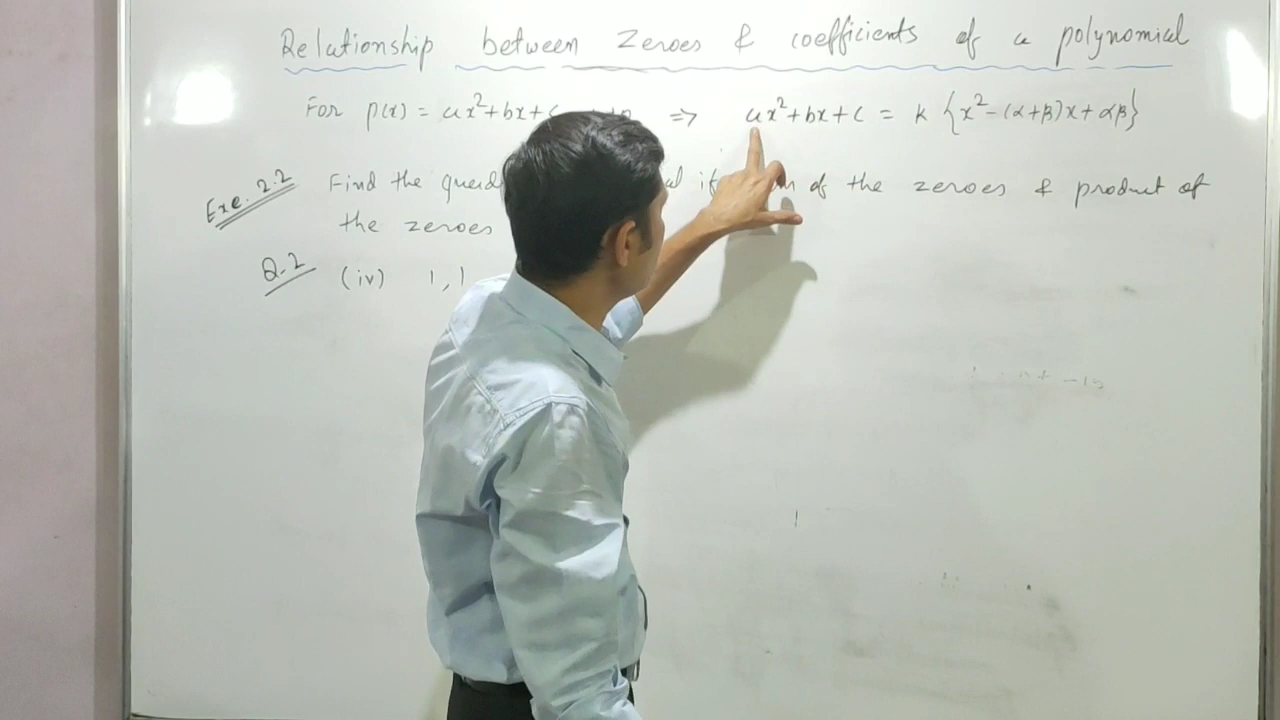 Relationship between Zeroes & coefficients of a polynomial
For p(x) = ax²+bx+c ⇒ ax²+bx+c = k {x²-(α+β)x+αβ}
Exe. 2.2 Find the if of the zeroes & product of
the zeroes
Q.2 (iv) 1, 1